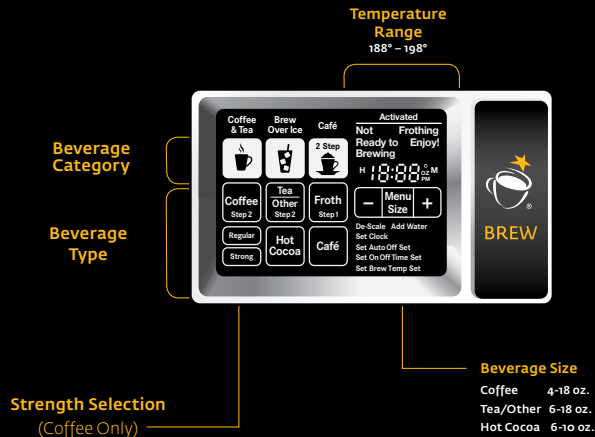 Temperature
Range
188° – 198°
Beverage
Category
Beverage
Type
Strength Selection
(Coffee Only)
Coffee
& Tea
Brew
Over Ice
Café
2 Step
Coffee
Step 2
Tea
Other
Step 2
Froth
Step 1
Regular
Strong
Hot
Cocoa
Café
Activated
Not Frothing
Ready to Enjoy!
Brewing
H 18:88 °OZ M
PM
– Menu Size +
De-Scale Add Water
Set Clock
Set Auto Off Set
Set On Off Time Set
Set Brew Temp Set
®
BREW
Beverage Size
Coffee 4-18 oz.
Tea/Other 6-18 oz.
Hot Cocoa 6-10 oz.